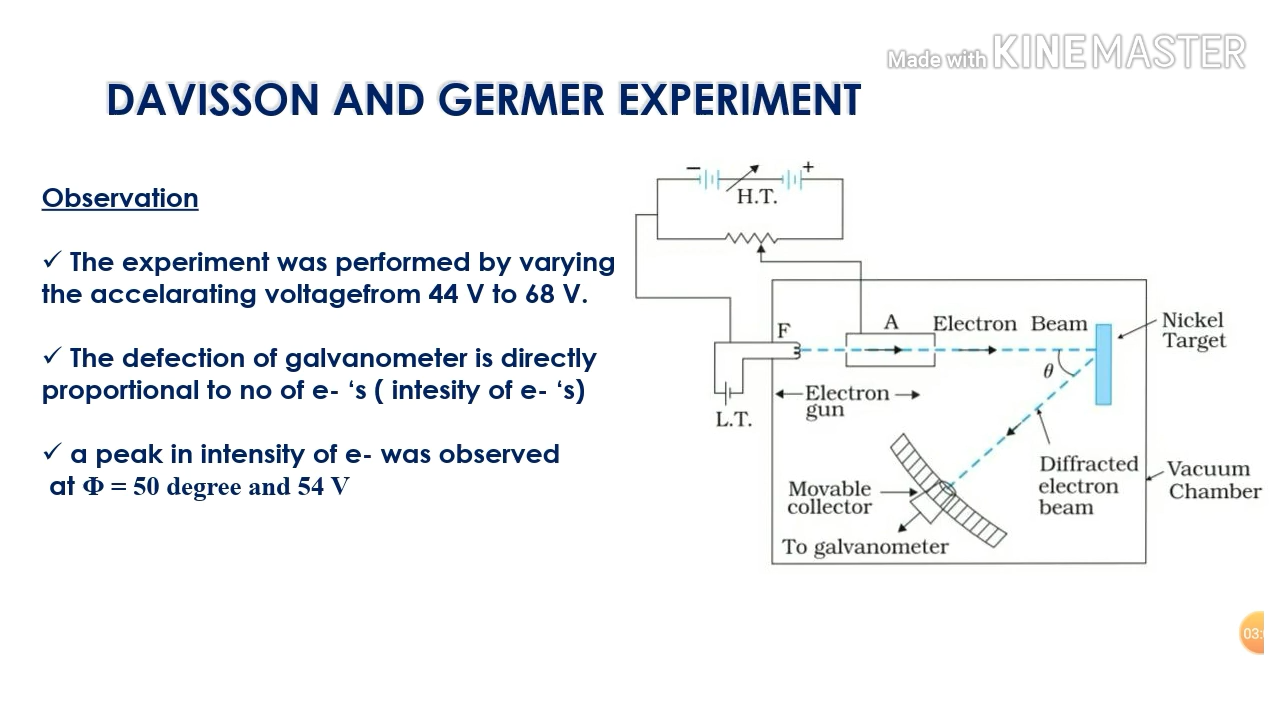 Made with KINEMASTER
DAVISSON AND GERMER EXPERIMENT
Observation
✓ The experiment was performed by varying
the accelarating voltagefrom 44 V to 68 V.
✓ The defection of galvanometer is directly
proportional to no of e- ‘s ( intesity of e- ‘s)
✓ a peak in intensity of e- was observed
at Φ = 50 degree and 54 V
− +
H.T.
F
A
Electron Beam
Nickel
Target
θ
Electron
gun
L.T.
Movable
collector
Diffracted
electron
beam
Vacuum
Chamber
To galvanometer